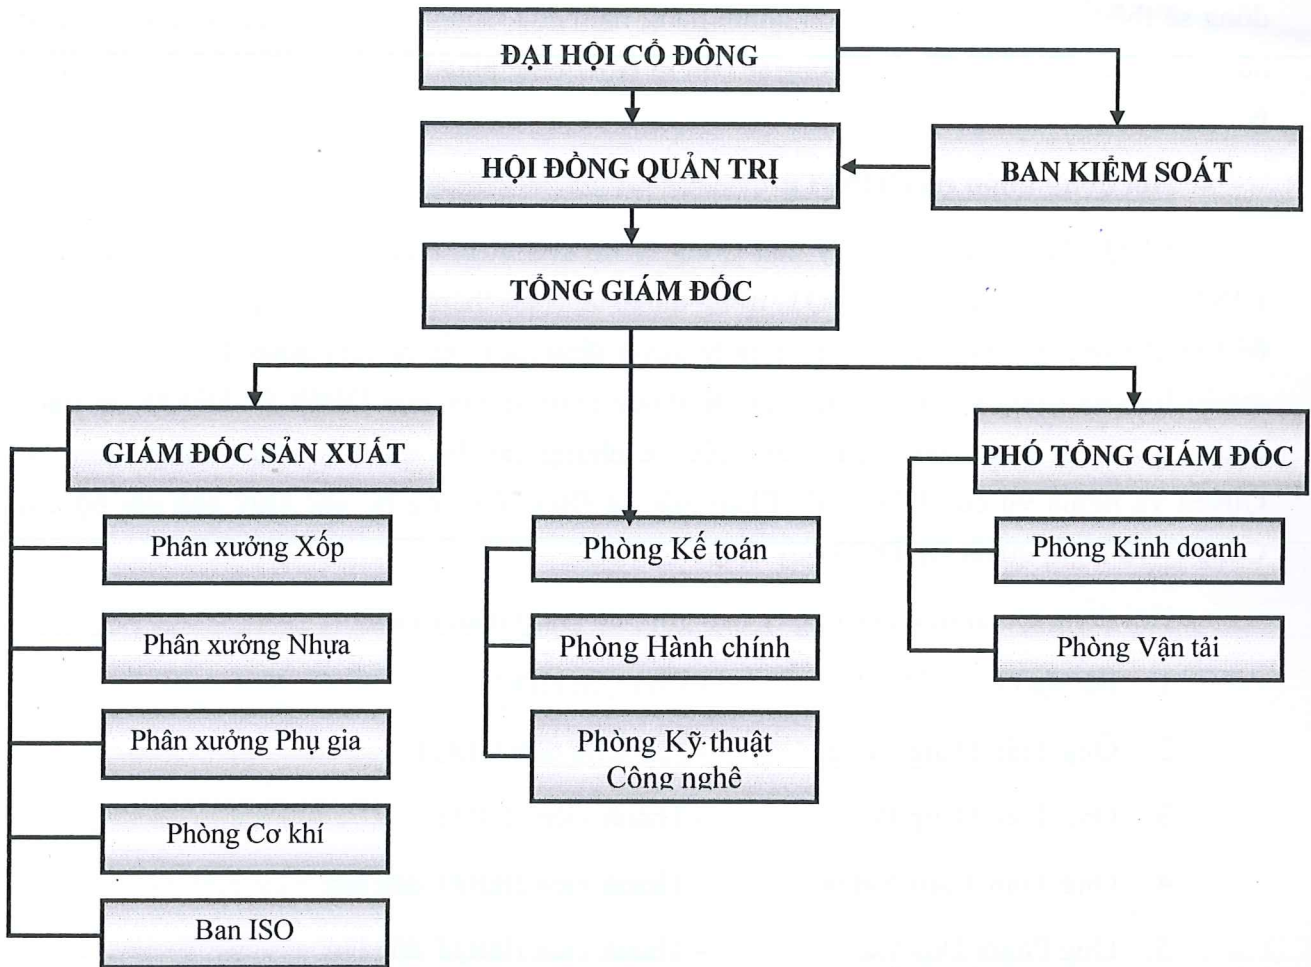 ĐẠI HỘI CỔ ĐÔNG
HỘI ĐỒNG QUẢN TRỊ
BAN KIỂM SOÁT
TỔNG GIÁM ĐỐC
GIÁM ĐỐC SẢN XUẤT
PHÓ TỔNG GIÁM ĐỐC
Phân xưởng Xốp
Phân xưởng Nhựa
Phân xưởng Phụ gia
Phòng Cơ khí
Ban ISO
Phòng Kế toán
Phòng Hành chính
Phòng Kỹ thuật
Công nghê
Phòng Kinh doanh
Phòng Vận tải